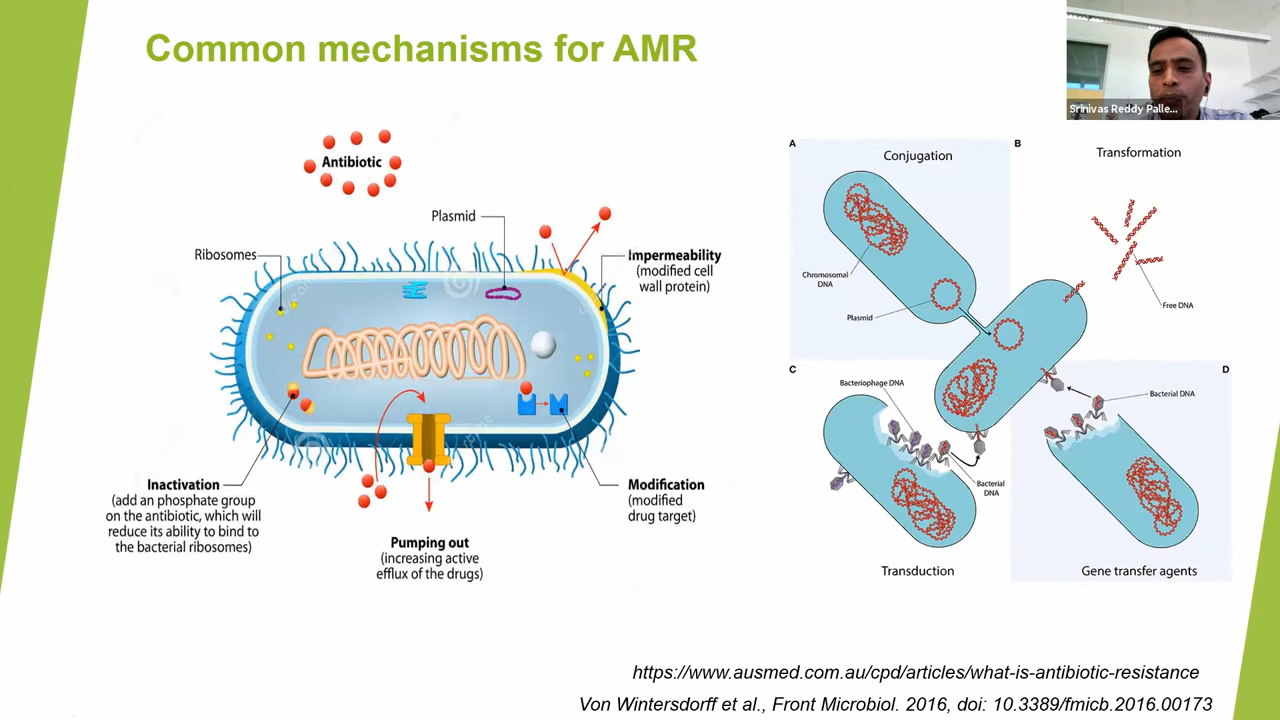 Common mechanisms for AMR
Srinivas Reddy Palle...
Antibiotic
Plasmid
Ribosomes
Impermeability
(modified cell
wall protein)
Inactivation
(add an phosphate group
on the antibiotic, which will
reduce its ability to bind to
the bacterial ribosomes)
Pumping out
(increasing active
efflux of the drugs)
Modification
(modified
drug target)
A
Conjugation
Chromosomal
DNA
Plasmid
B
Transformation
Free DNA
C
Bacteriophage DNA
Bacterial
DNA
Transduction
D
Bacterial DNA
Gene transfer agents
https://www.ausmed.com.au/cpd/articles/what-is-antibiotic-resistance
Von Wintersdorff et al., Front Microbiol. 2016, doi: 10.3389/fmicb.2016.00173